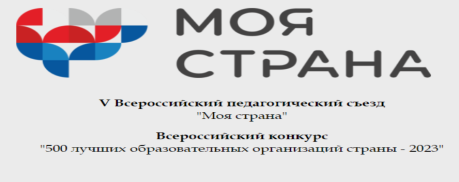 МОЯ
СТРАНА
V Всероссийский педагогический съезд
"Моя страна"
Всероссийский конкурс
"500 лучших образовательных организаций страны - 2023"